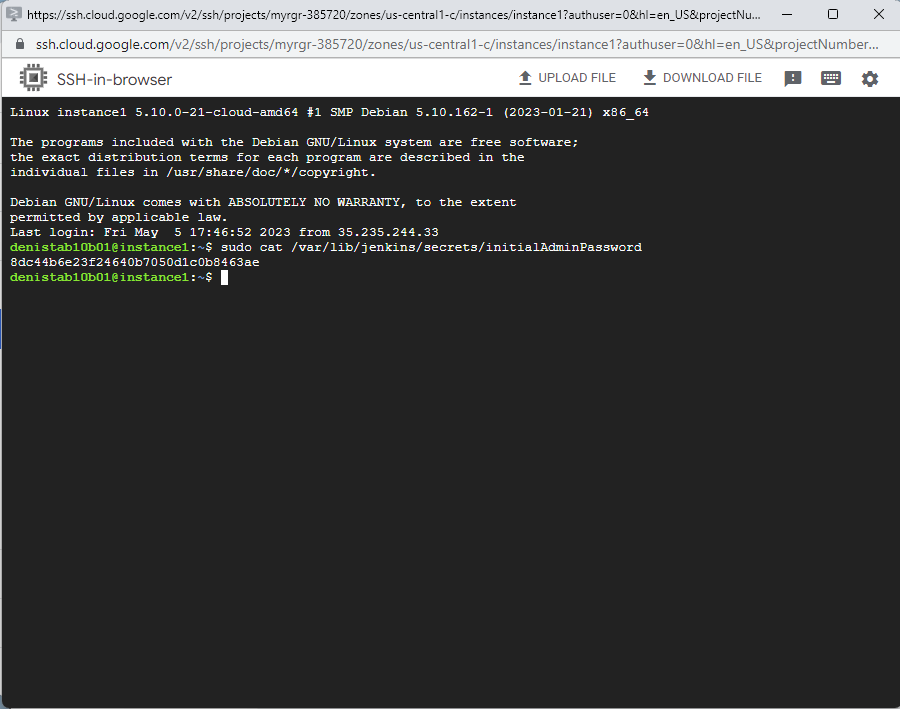 https://ssh.cloud.google.com/v2/ssh/projects/myrgr-385720/zones/us-central1-c/instances/instance1?authuser=0&hl=en_US&projectNu...
ssh.cloud.google.com/v2/ssh/projects/myrgr-385720/zones/us-central1-c/instances/instance1?authuser=0&hl=en_US&projectNumber...
SSH-in-browser
UPLOAD FILE
DOWNLOAD FILE
Linux instance1 5.10.0-21-cloud-amd64 #1 SMP Debian 5.10.162-1 (2023-01-21) x86_64
The programs included with the Debian GNU/Linux system are free software;
the exact distribution terms for each program are described in the
individual files in /usr/share/doc/*/copyright.
Debian GNU/Linux comes with ABSOLUTELY NO WARRANTY, to the extent
permitted by applicable law.
Last login: Fri May  5 17:46:52 2023 from 35.235.244.33
denistab10b01@instance1:~$ sudo cat /var/lib/jenkins/secrets/initialAdminPassword
8dc44b6e23f24640b7050d1c0b8463ae
denistab10b01@instance1:~$